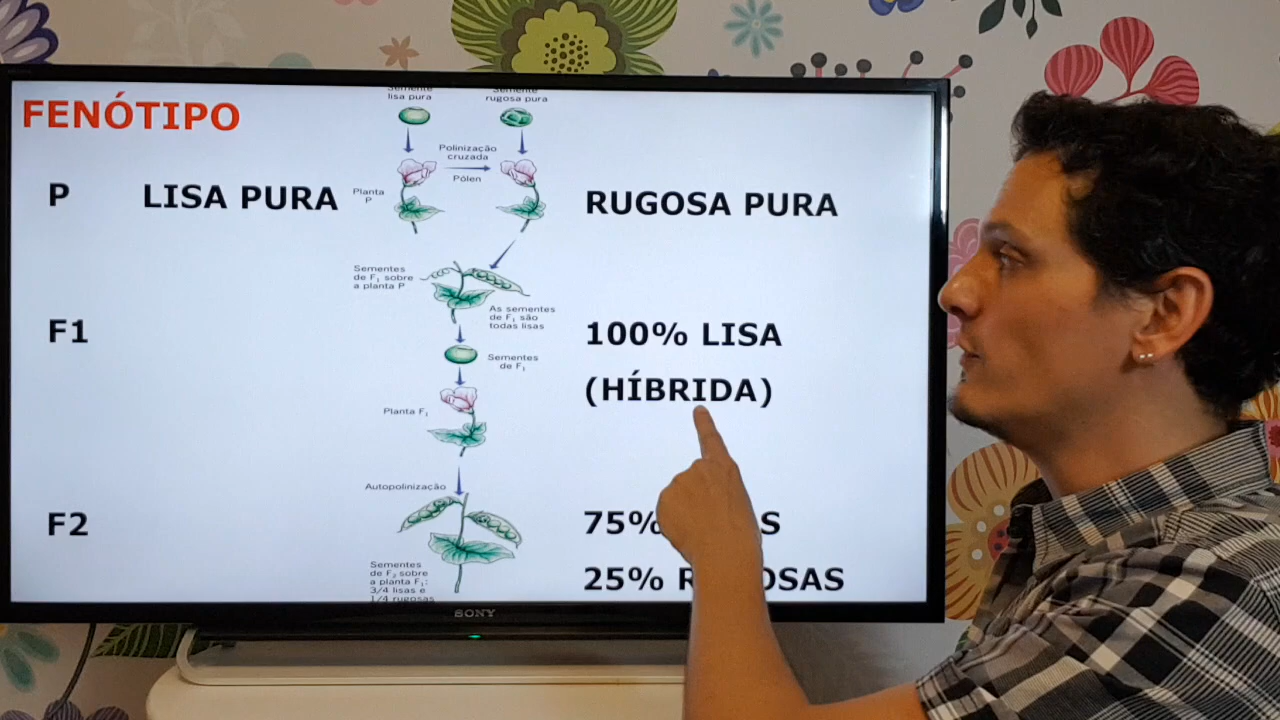 FENÓTIPO
Semente
lisa pura
Semente
rugosa pura
Polinização
cruzada
Pólen
Planta
P
P
LISA PURA
RUGOSA PURA
Sementes
de F₁ sobre
a planta P
As sementes
de F₁ são
todas lisas
F1
100% LISA
Sementes
de F₁
(HÍBRIDA)
Planta F₁
Autopolinização
F2
75%
25%
Sementes
de F₂ sobre
a planta F₁:
3/4 lisas e
1/4 rugosas
SONY